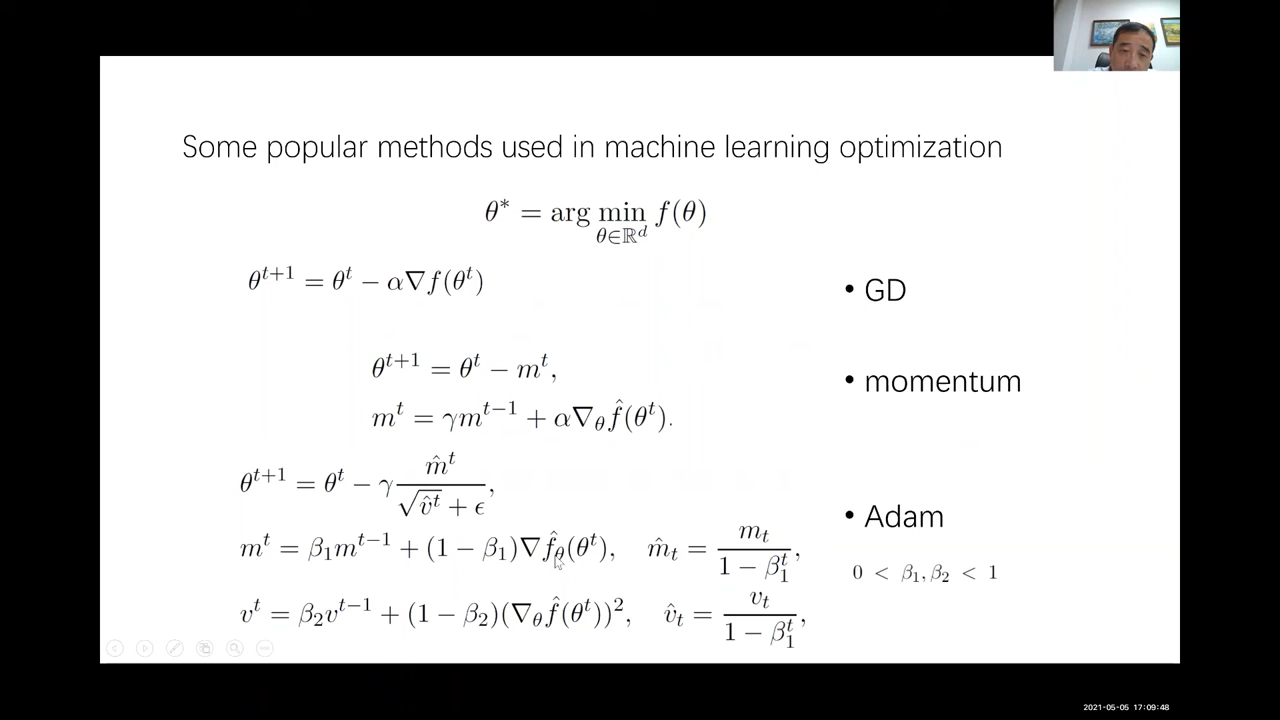 Some popular methods used in machine learning optimization
θ* = arg min_{θ∈ℝ^d} f(θ)
θ^{t+1} = θ^t − α∇f(θ^t)
• GD
θ^{t+1} = θ^t − m^t,
• momentum
m^t = γm^{t−1} + α∇_θ f̂(θ^t).
θ^{t+1} = θ^t − γ m̂^t / (√v̂^t + ϵ),
• Adam
m^t = β_1 m^{t−1} + (1 − β_1)∇f̂_θ(θ^t), m̂_t = m_t / (1 − β_1^t),
0 < β_1, β_2 < 1
v^t = β_2 v^{t−1} + (1 − β_2)(∇_θ f̂(θ^t))^2, v̂_t = v_t / (1 − β_1^t),
2021-05-05 17:09:48